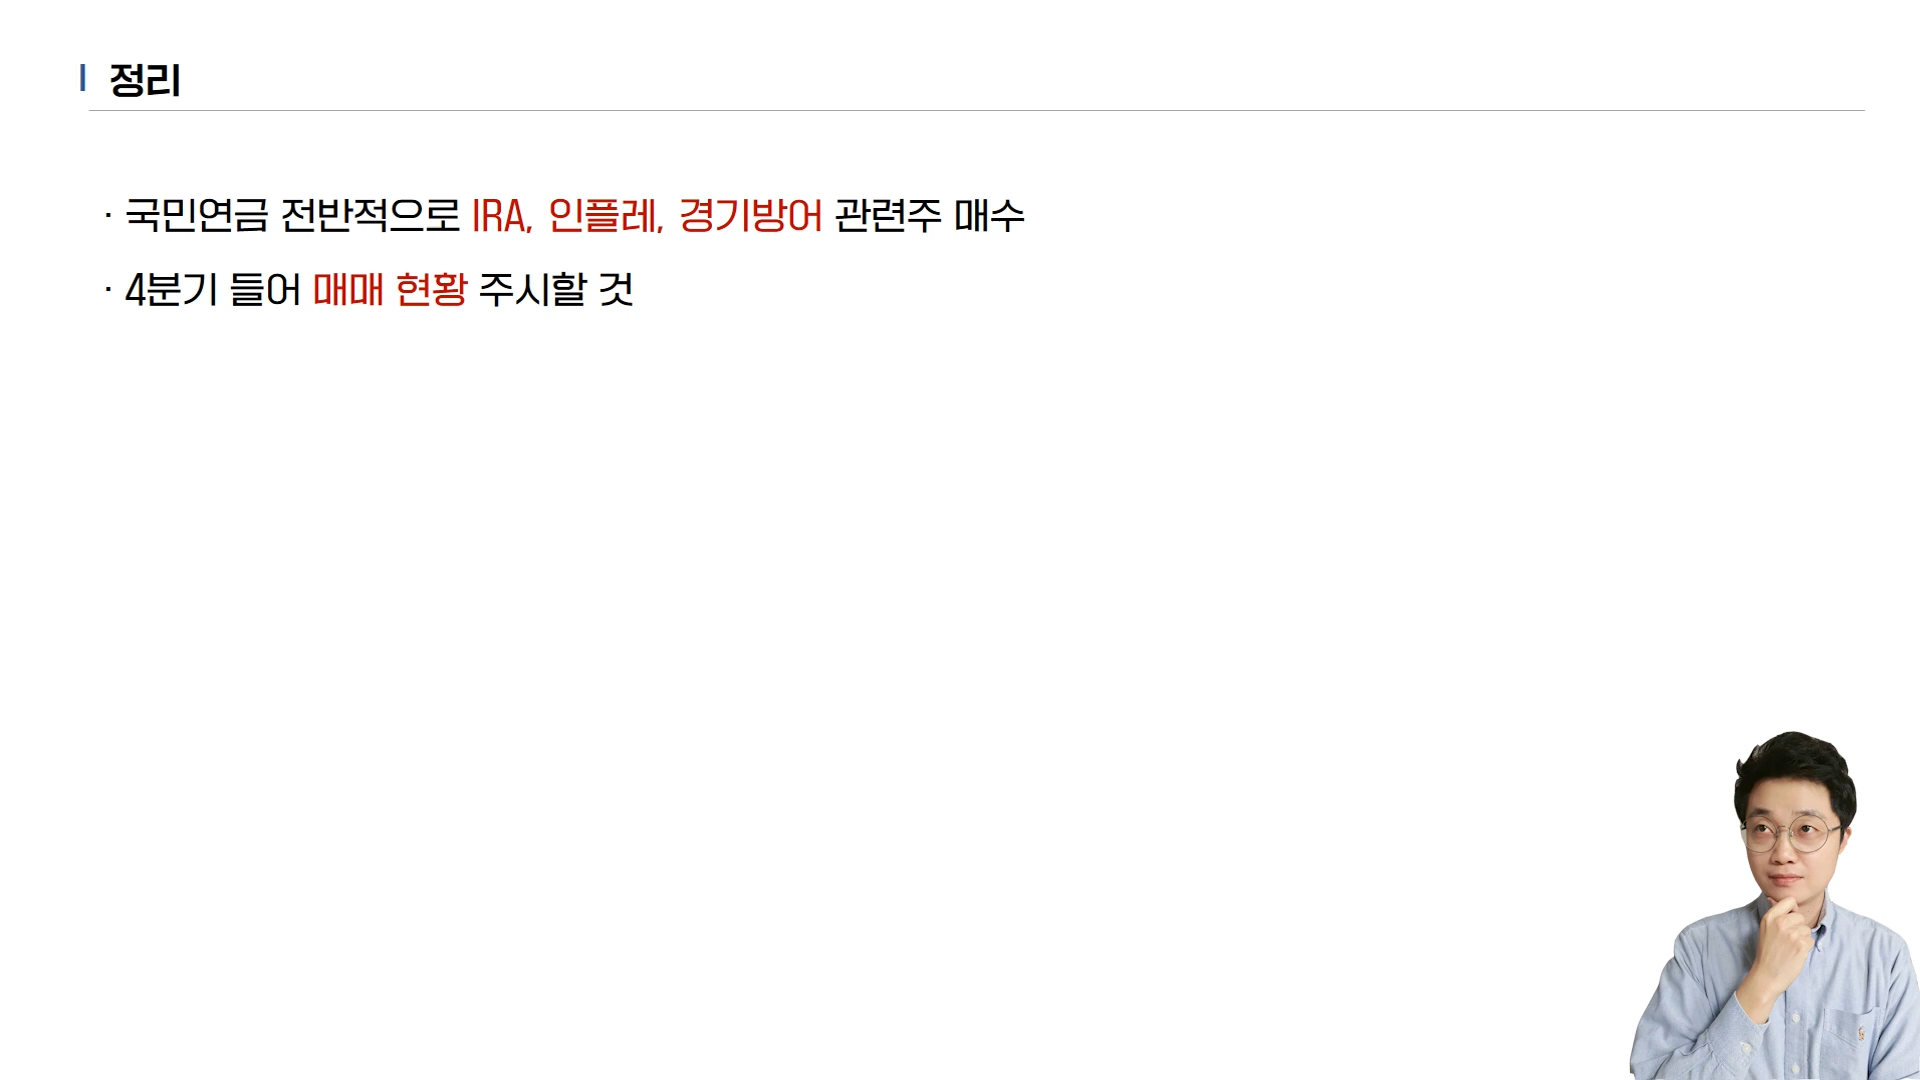 정리
· 국민연금 전반적으로 IRA, 인플레, 경기방어 관련주 매수
· 4분기 들어 매매 현황 주시할 것